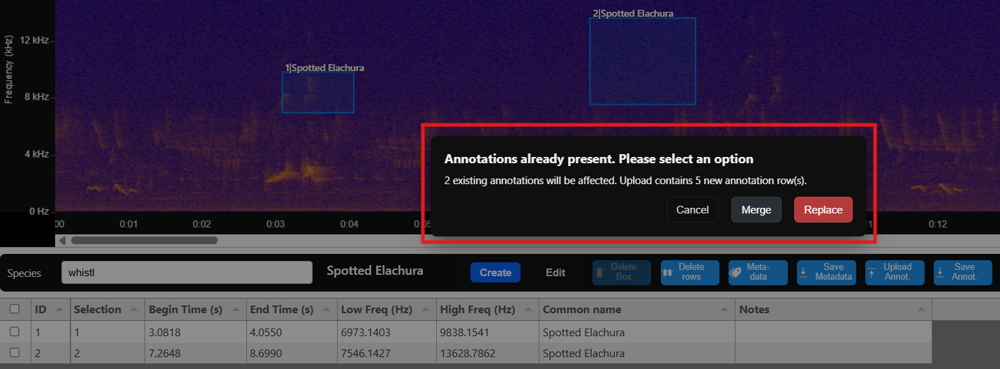 2|Spotted Elachura
12 kHz
Frequency (kHz)
1|Spotted Elachura
8 kHz
4 kHz
0 Hz
Annotations already present. Please select an option
2 existing annotations will be affected. Upload contains 5 new annotation row(s).
Cancel Merge Replace
:00 0:01 0:02 0:03 0:04 0:05 11 0:12
Species whistl Spotted Elachura Create Edit
Delete Box
Delete rows
Meta-data
Save Metadata
Upload Annot.
Save Annot.
ID Selection Begin Time (s) End Time (s) Low Freq (Hz) High Freq (Hz) Common name Notes
1 1 3.0818 4.0550 6973.1403 9838.1541 Spotted Elachura
2 2 7.2648 8.6990 7546.1427 13628.7862 Spotted Elachura